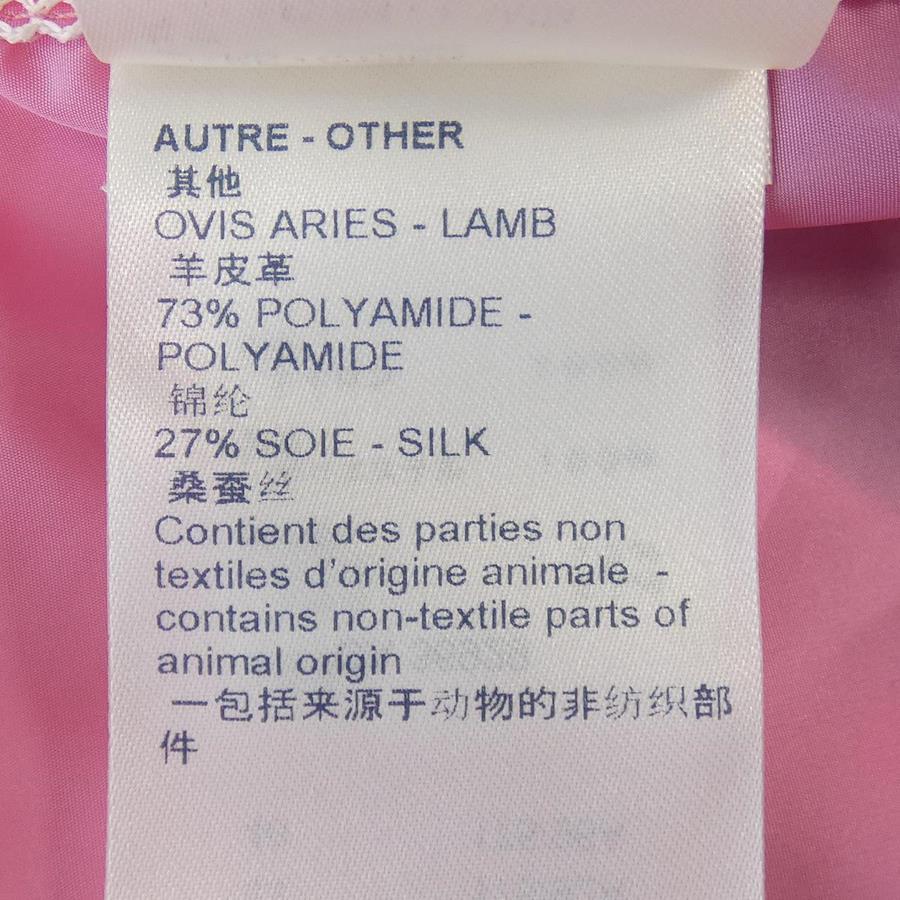 AUTRE - OTHER
其他
OVIS ARIES - LAMB
羊皮革
73% POLYAMIDE -
POLYAMIDE
锦纶
27% SOIE - SILK
桑蚕丝
Contient des parties non
textiles d’origine animale -
contains non-textile parts of
animal origin
一包括来源于动物的非纺织部
件